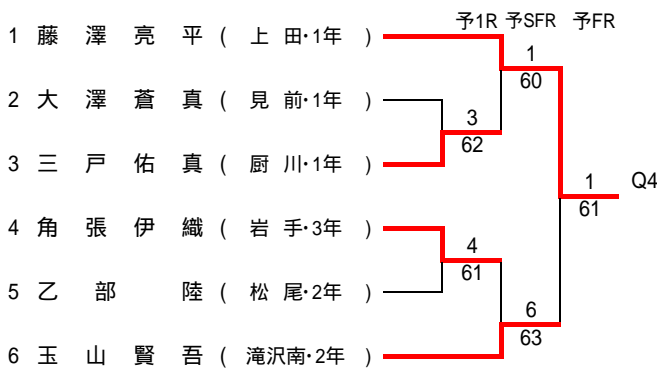 予1R 予SFR 予FR
1 藤 澤 亮 平 ( 上 田・1年 )
1
60
2 大 澤 蒼 真 ( 見 前・1年 )
3
62
3 三 戸 佑 真 ( 厨 川・1年 )
1 Q4
61
4 角 張 伊 織 ( 岩 手・3年 )
4
61
5 乙 部 陸 ( 松 尾・2年 )
6
63
6 玉 山 賢 吾 ( 滝沢南・2年 )